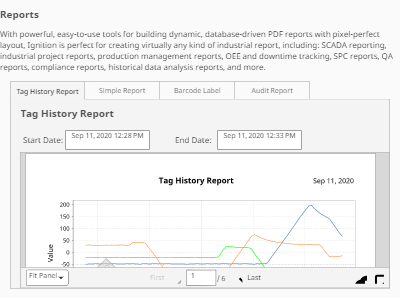 Reports
With powerful, easy-to-use tools for building dynamic, database-driven PDF reports with pixel-perfect
layout, Ignition is perfect for creating virtually any kind of industrial report, including: SCADA reporting,
industrial project reports, production management reports, OEE and downtime tracking, SPC reports, QA
reports, compliance reports, historical data analysis reports, and more.
Tag History Report Simple Report Barcode Label Audit Report
Tag History Report
Start Date: Sep 11, 2020 12:28 PM End Date: Sep 11, 2020 12:33 PM
Tag History Report Sep 11, 2020
200
150
100
50
0
-50
Value
Fit Panel First 1 / 6 Last